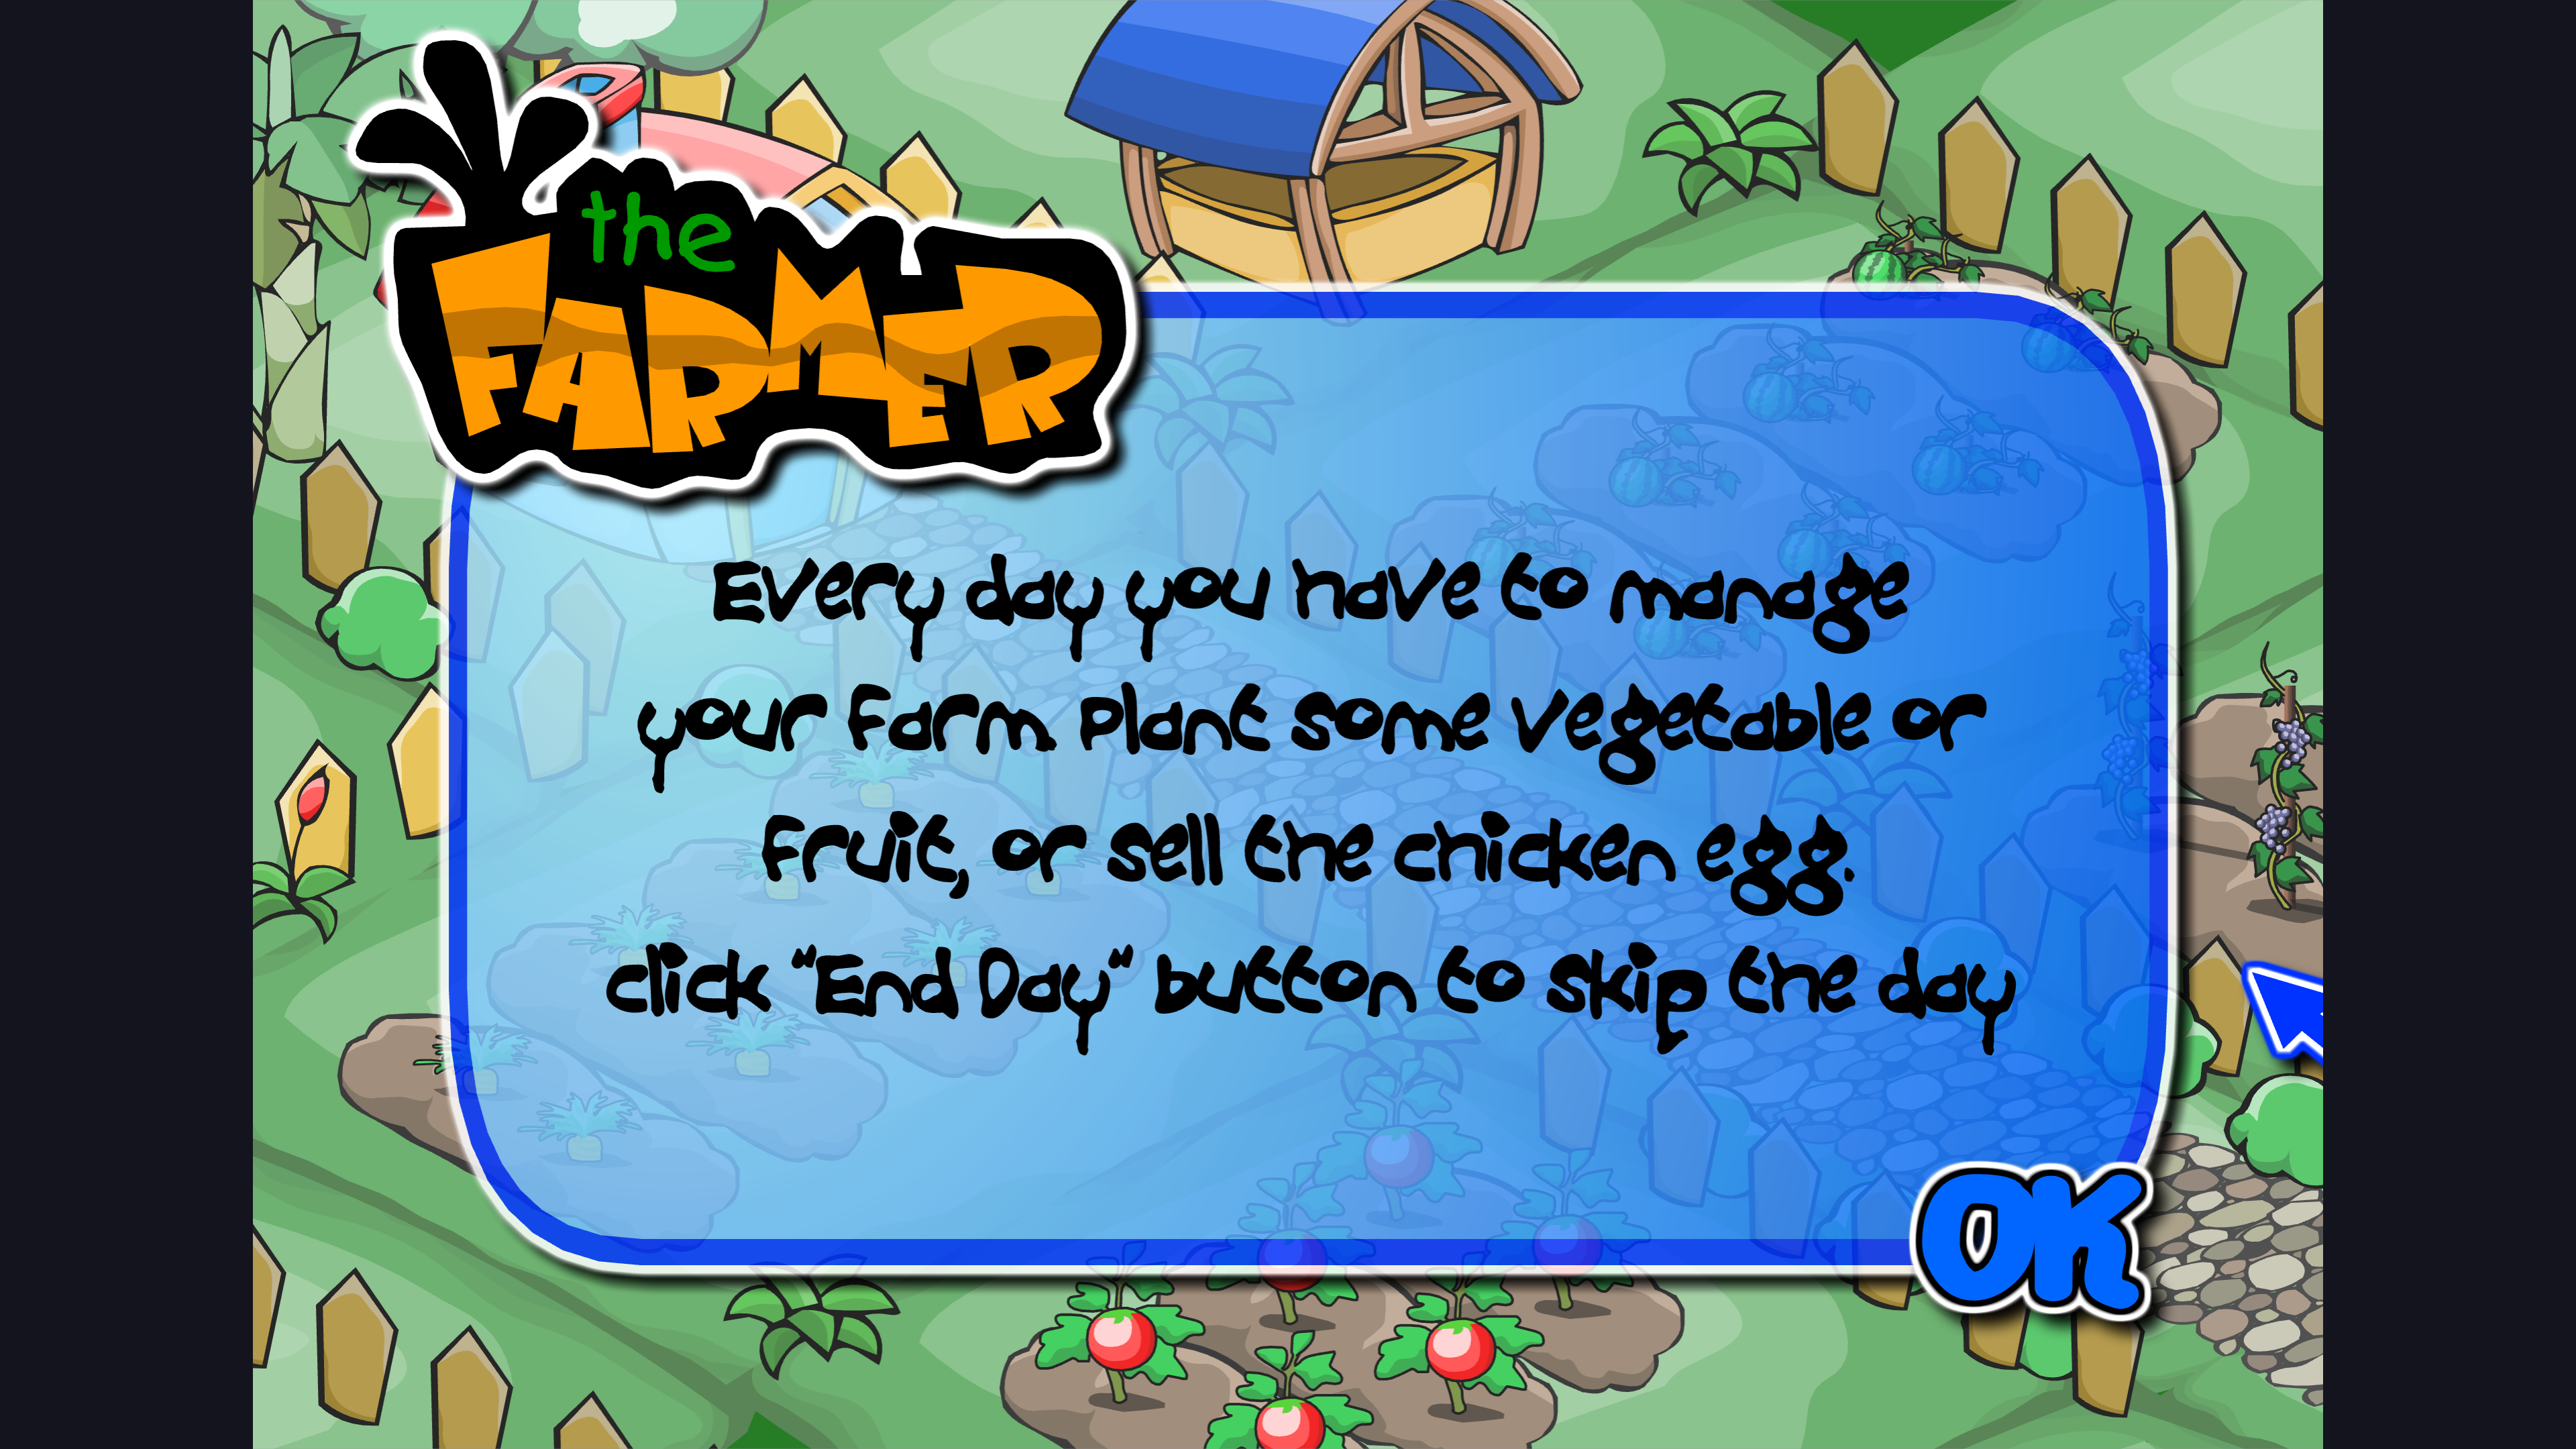 the
FARMER
Every day you have to manage
your farm. Plant some vegetable or
fruit, or sell the chicken egg.
click "End Day" button to skip the day
OK